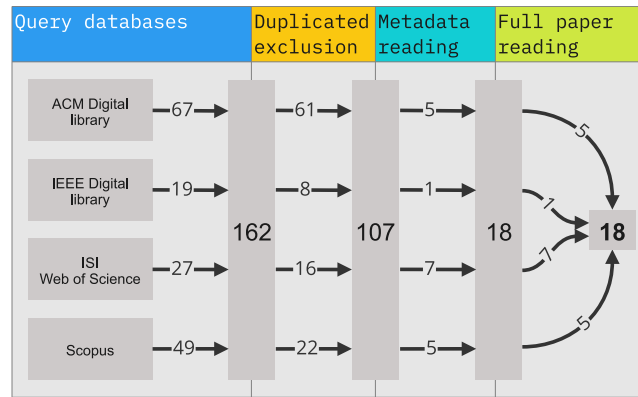 Query databases
Duplicated
exclusion
Metadata
reading
Full paper
reading
ACM Digital
library
67
61
5
5
IEEE Digital
library
19
8
1
1
162
107
18
18
ISI
Web of Science
27
16
7
7
Scopus
49
22
5
5